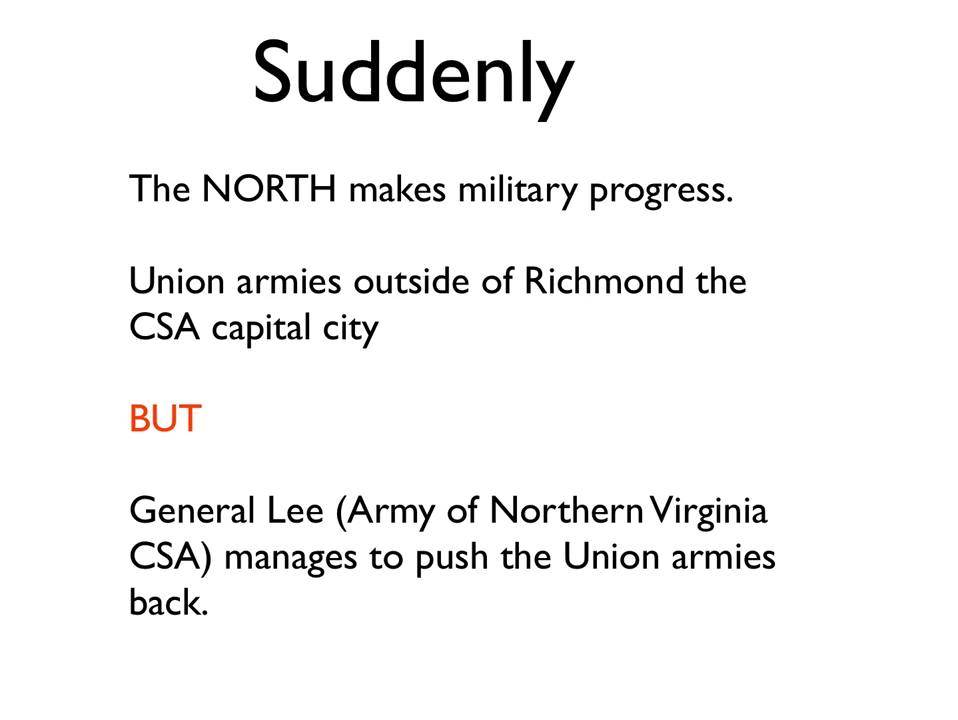 Suddenly
The NORTH makes military progress.
Union armies outside of Richmond the
CSA capital city
BUT
General Lee (Army of Northern Virginia
CSA) manages to push the Union armies
back.